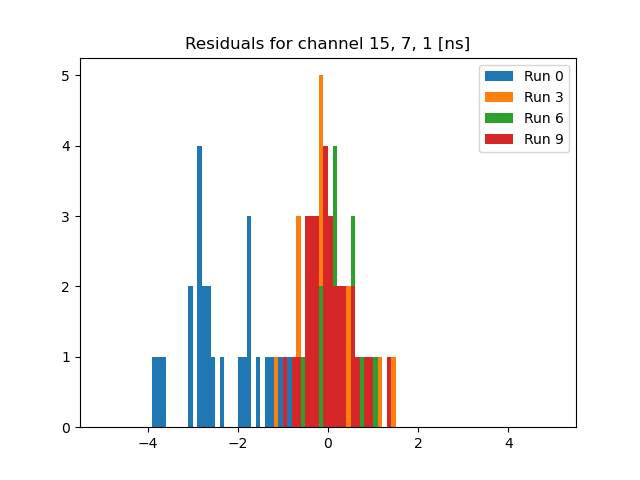 Residuals for channel 15, 7, 1 [ns]
Run 0
Run 3
Run 6
Run 9
5
4
3
2
1
0
−4 −2 0 2 4